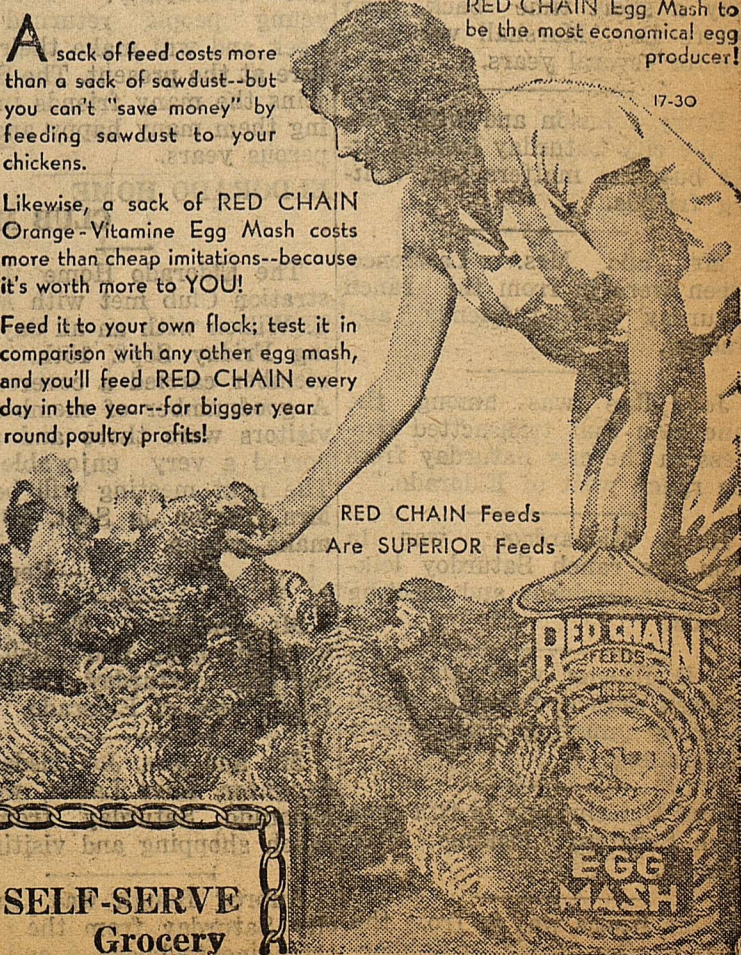 RED CHAIN Egg Mash to
be the most economical egg
producer!
17-30
A sack of feed costs more
than a sack of sawdust--but
you can't "save money" by
feeding sawdust to your
chickens.
Likewise, a sack of RED CHAIN
Orange-Vitamine Egg Mash costs
more than cheap imitations--because
it's worth more to YOU!
Feed it to your own flock; test it in
comparison with any other egg mash,
and you'll feed RED CHAIN every
day in the year--for bigger year
round poultry profits!
RED CHAIN Feeds
Are SUPERIOR Feeds
RED CHAIN
FEEDS
EGG
MASH
SELF-SERVE
Grocery